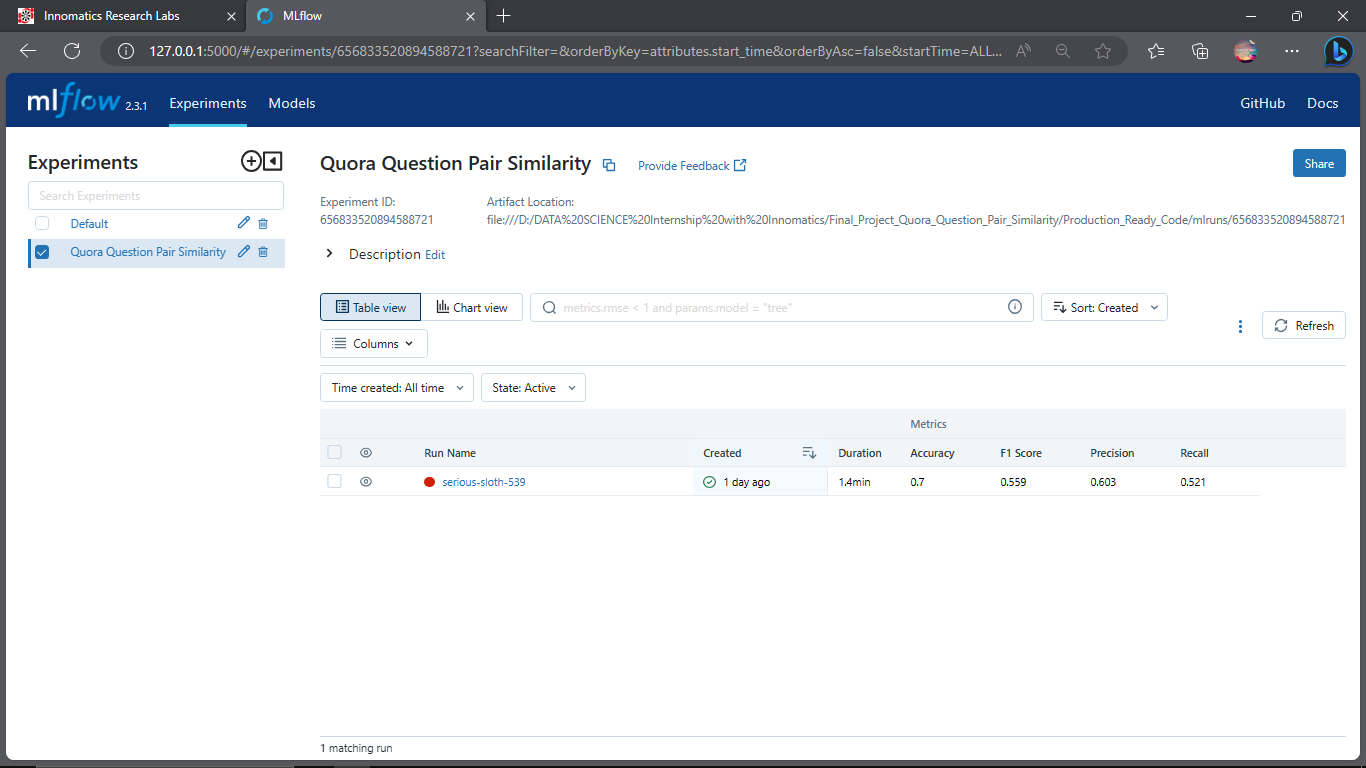 Innomatics Research Labs
MLflow
127.0.0.1:5000/#/experiments/656833520894588721?searchFilter=&orderByKey=attributes.start_time&orderByAsc=false&startTime=ALL...
mlflow 2.3.1 Experiments Models GitHub Docs
Experiments
Search Experiments
Default
Quora Question Pair Similarity
Quora Question Pair Similarity Provide Feedback Share
Experiment ID: Artifact Location:
656833520894588721 file:///D:/DATA%20SCIENCE%20Internship%20with%20Innomatics/Final_Project_Quora_Question_Pair_Similarity/Production_Ready_Code/mlruns/656833520894588721
Description Edit
Table view Chart view metrics.rmse < 1 and params.model = "tree" Sort: Created
Refresh
Columns
Time created: All time State: Active
Metrics
Run Name Created Duration Accuracy F1 Score Precision Recall
serious-sloth-539 1 day ago 1.4min 0.7 0.559 0.603 0.521
1 matching run